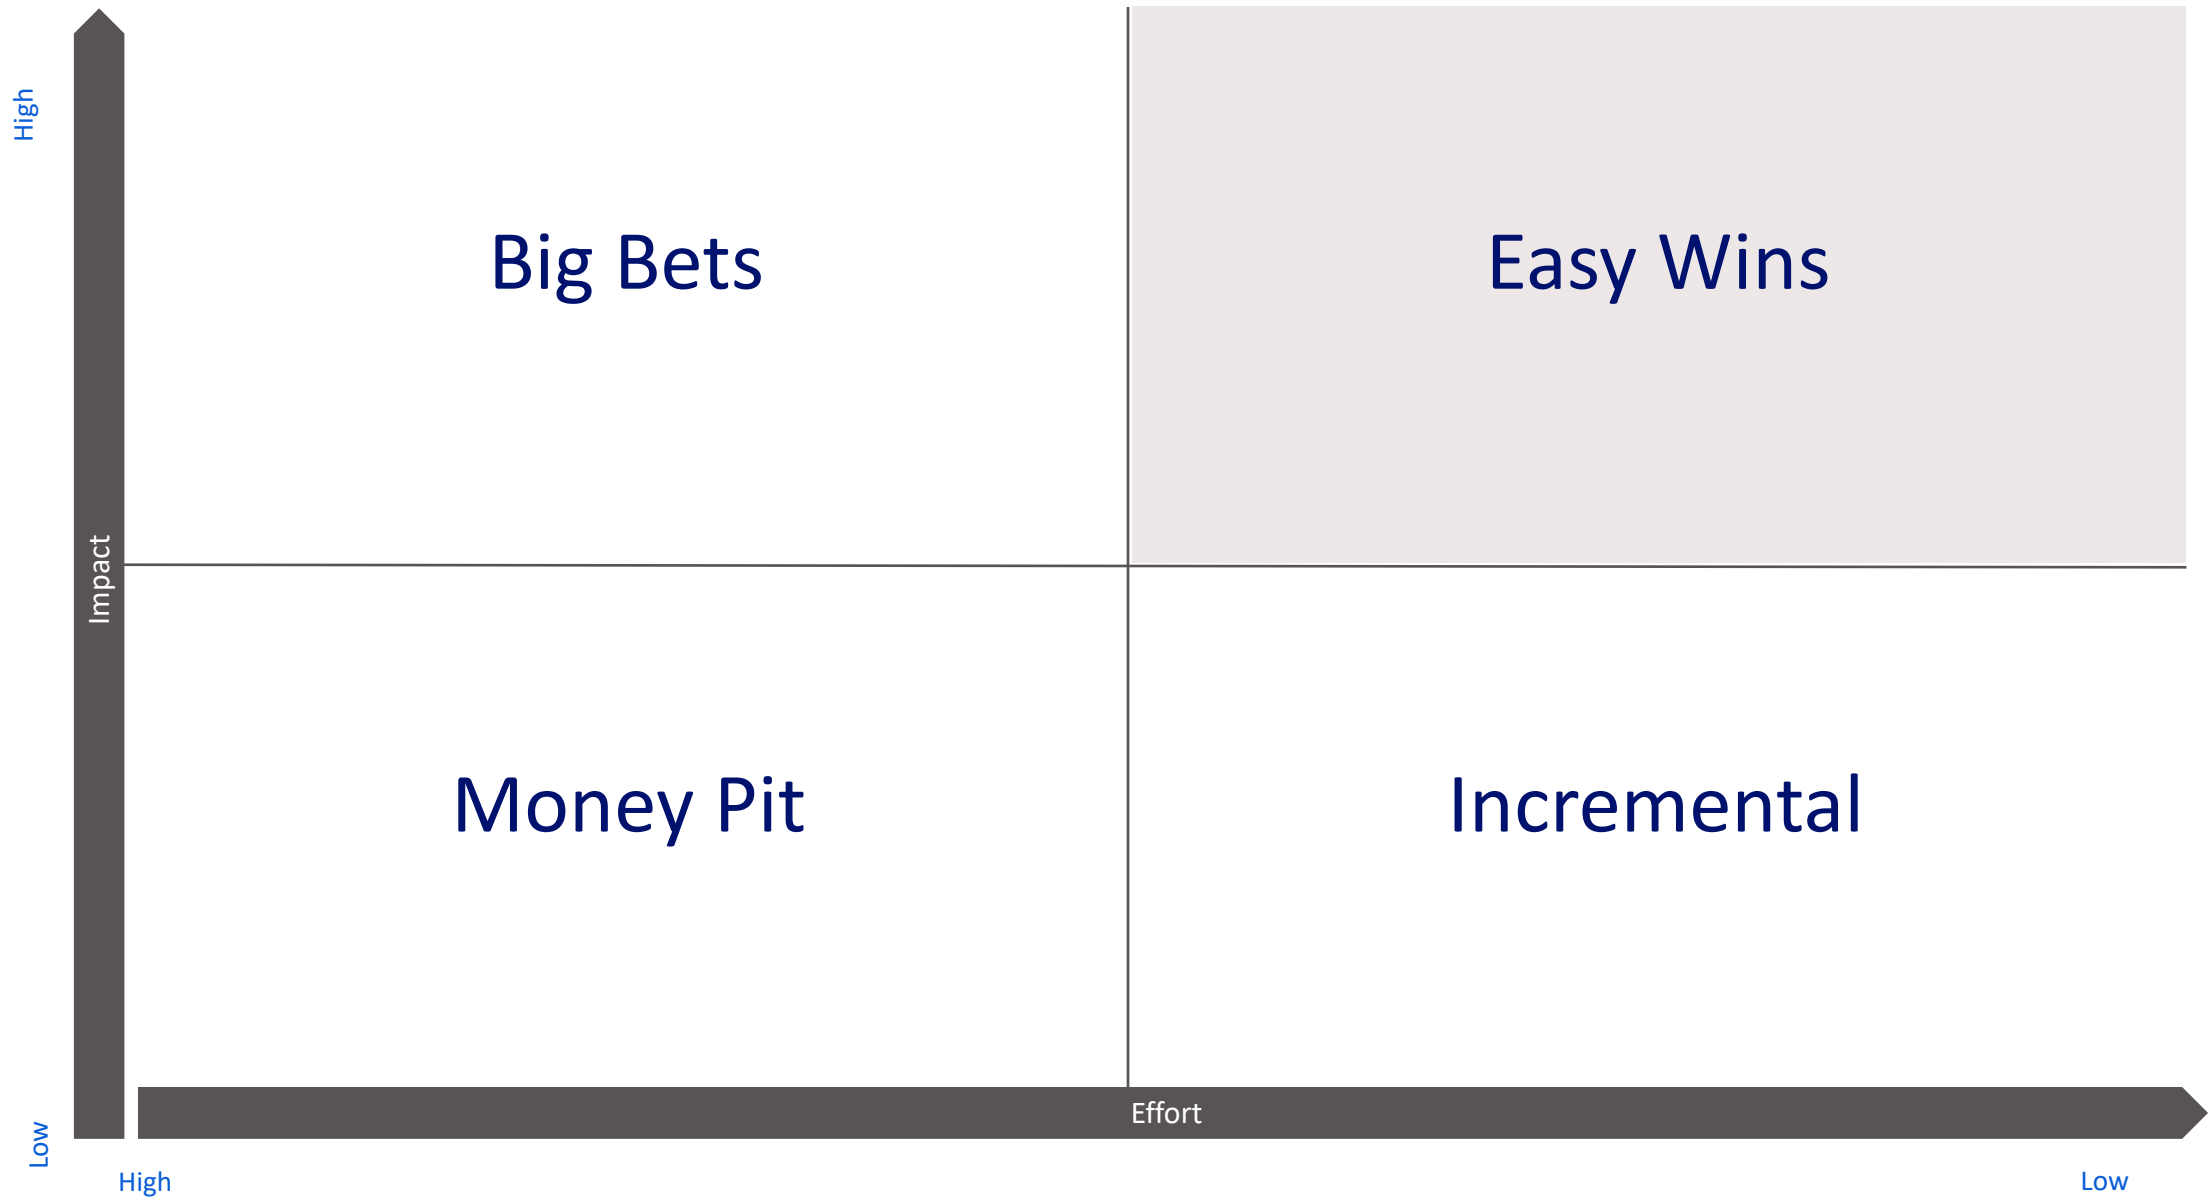 High
Big Bets
Easy Wins
Impact
Money Pit
Incremental
Effort
Low
High
Low